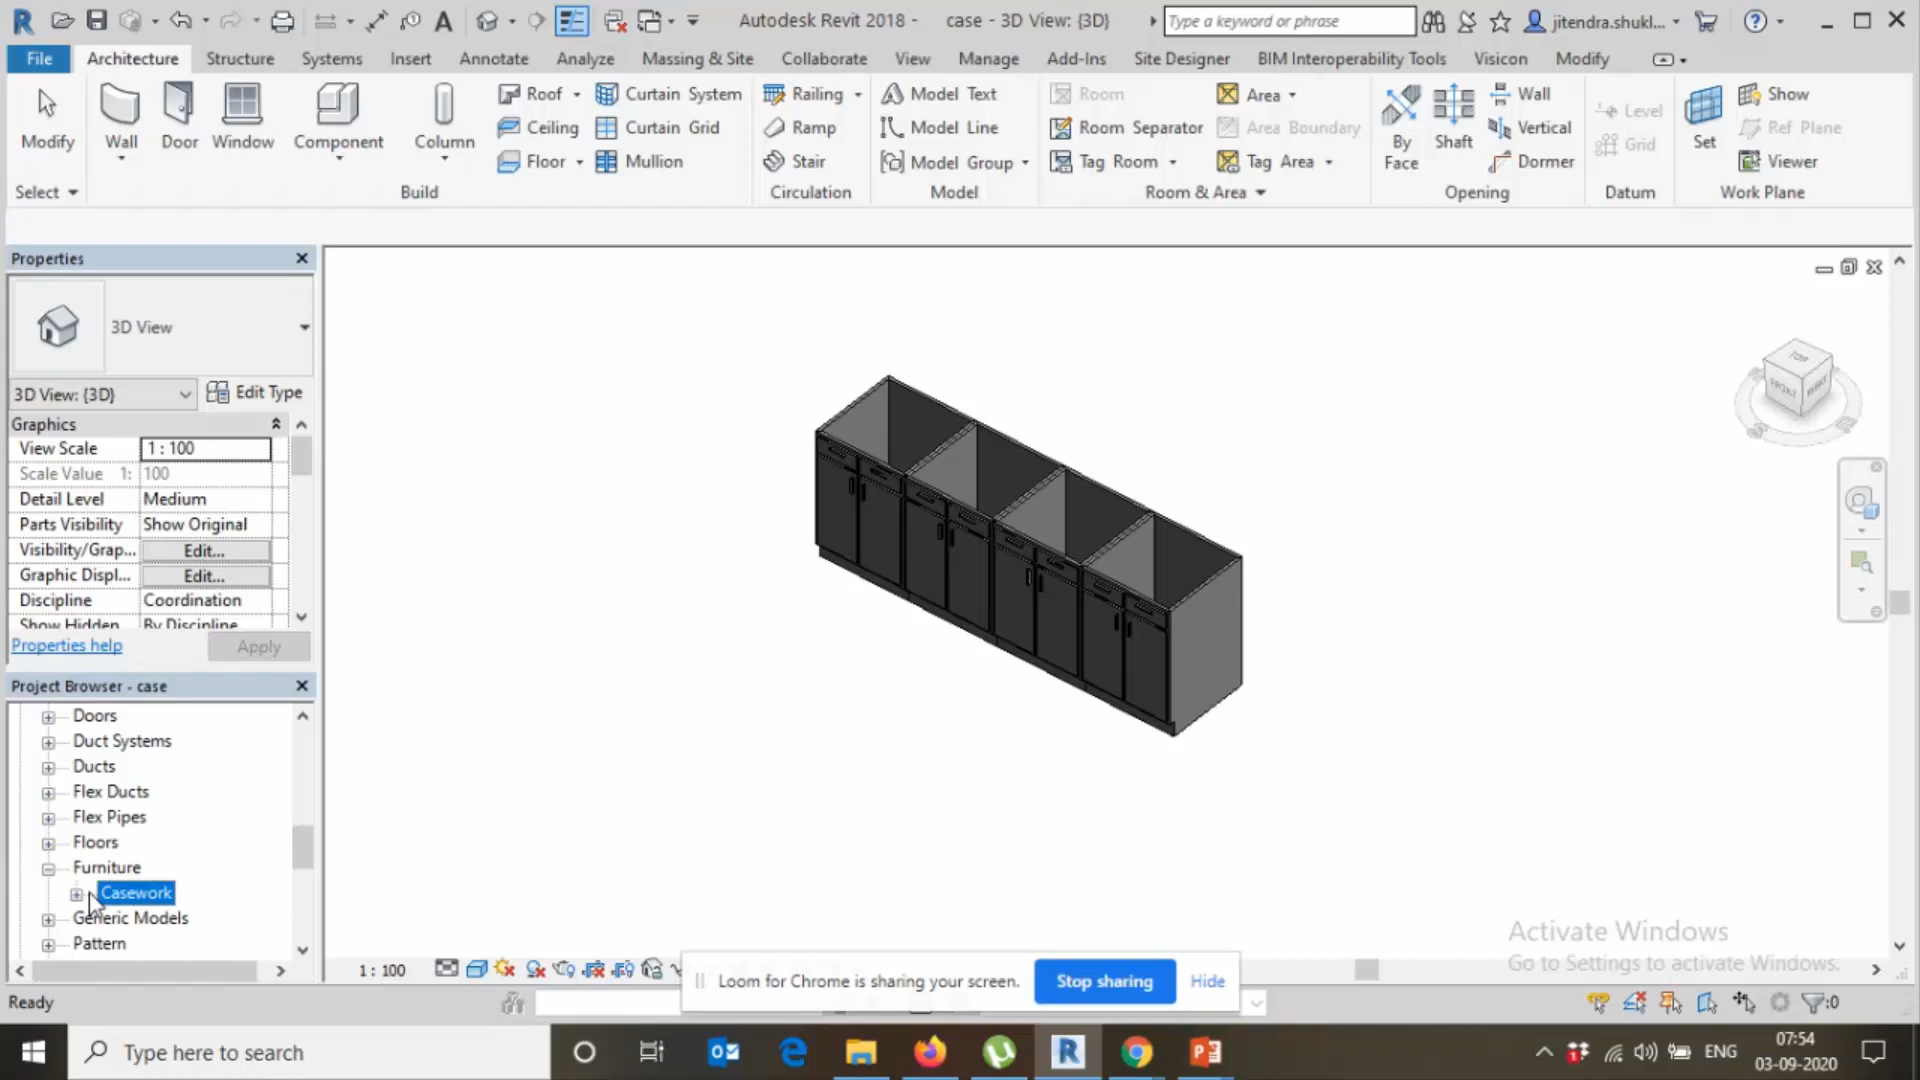 Autodesk Revit 2018 - case - 3D View: {3D}
Type a keyword or phrase
jitendra.shukl...
File Architecture Structure Systems Insert Annotate Analyze Massing & Site Collaborate View Manage Add-Ins Site Designer BIM Interoperability Tools Visicon Modify
Modify
Wall
Door
Window
Component
Column
Roof
Ceiling
Floor
Curtain System
Curtain Grid
Mullion
Railing
Ramp
Stair
Model Text
Model Line
Model Group
Room
Room Separator
Tag Room
Area
Area Boundary
Tag Area
By
Face
Shaft
Wall
Vertical
Dormer
Level
Grid
Set
Show
Ref Plane
Viewer
Select Build Circulation Model Room & Area Opening Datum Work Plane
Properties
3D View
3D View: {3D}
Edit Type
Graphics
View Scale 1 : 100
Scale Value 1: 100
Detail Level Medium
Parts Visibility Show Original
Visibility/Grap... Edit...
Graphic Displ... Edit...
Discipline Coordination
Show Hidden By Discipline
Properties help
Apply
Project Browser - case
Doors
Duct Systems
Ducts
Flex Ducts
Flex Pipes
Floors
Furniture
Casework
Generic Models
Pattern
TOP
FRONT
RIGHT
Activate Windows
Go to Settings to activate Windows.
1 : 100
Loom for Chrome is sharing your screen.
Stop sharing
Hide
Ready
:0
Type here to search
ENG
07:54
03-09-2020